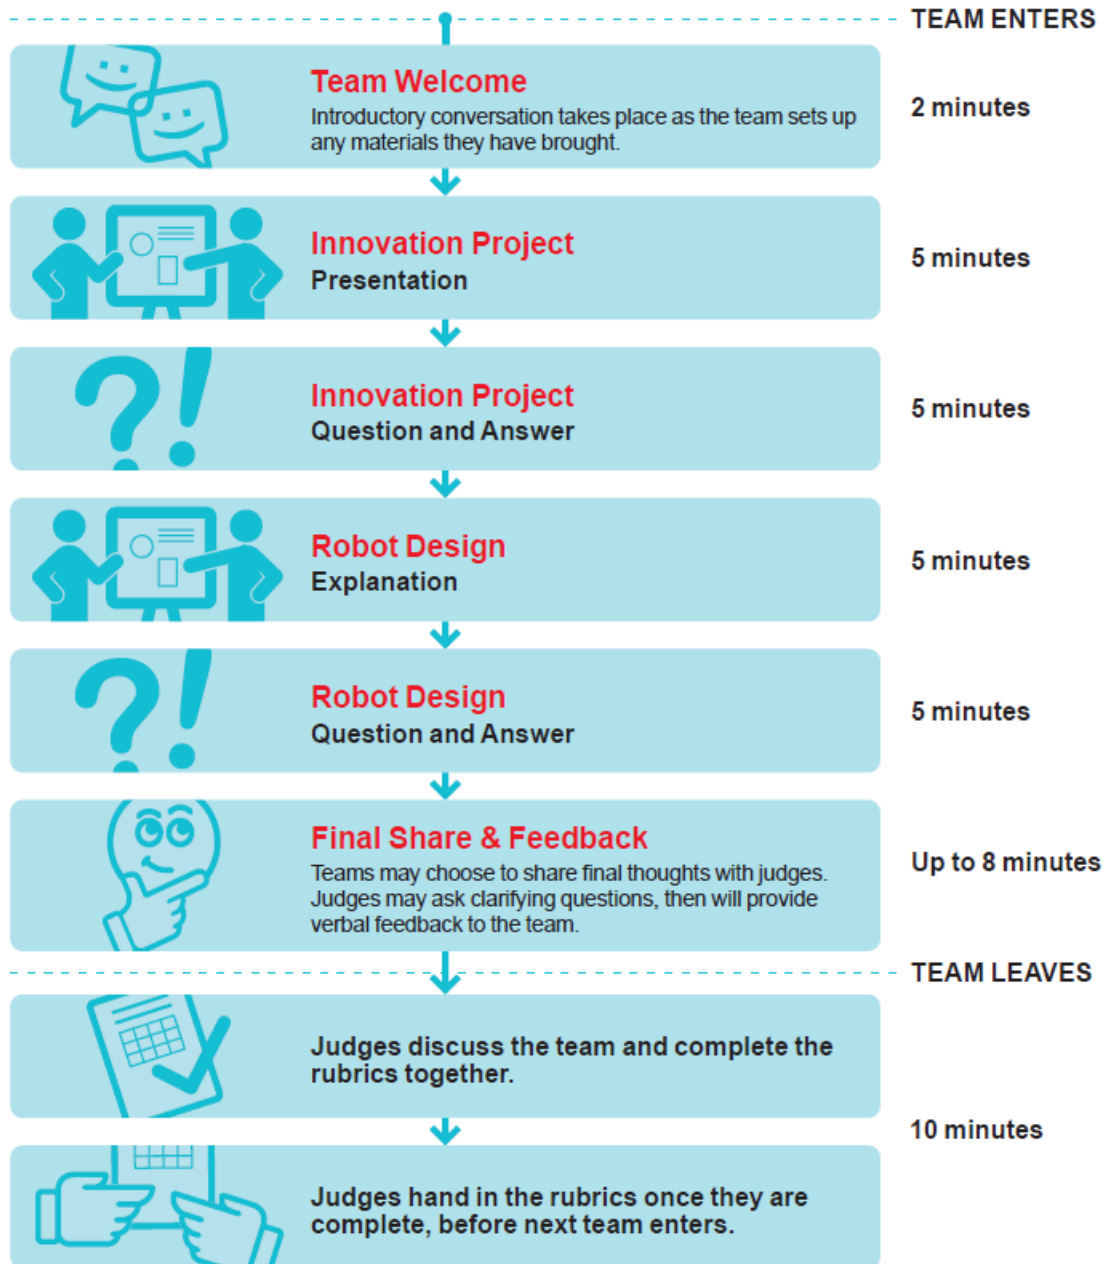 TEAM ENTERS
Team Welcome
Introductory conversation takes place as the team sets up
any materials they have brought.
2 minutes
Innovation Project
Presentation
5 minutes
Innovation Project
Question and Answer
5 minutes
Robot Design
Explanation
5 minutes
Robot Design
Question and Answer
5 minutes
Final Share & Feedback
Teams may choose to share final thoughts with judges.
Judges may ask clarifying questions, then will provide
verbal feedback to the team.
Up to 8 minutes
TEAM LEAVES
Judges discuss the team and complete the
rubrics together.
10 minutes
Judges hand in the rubrics once they are
complete, before next team enters.